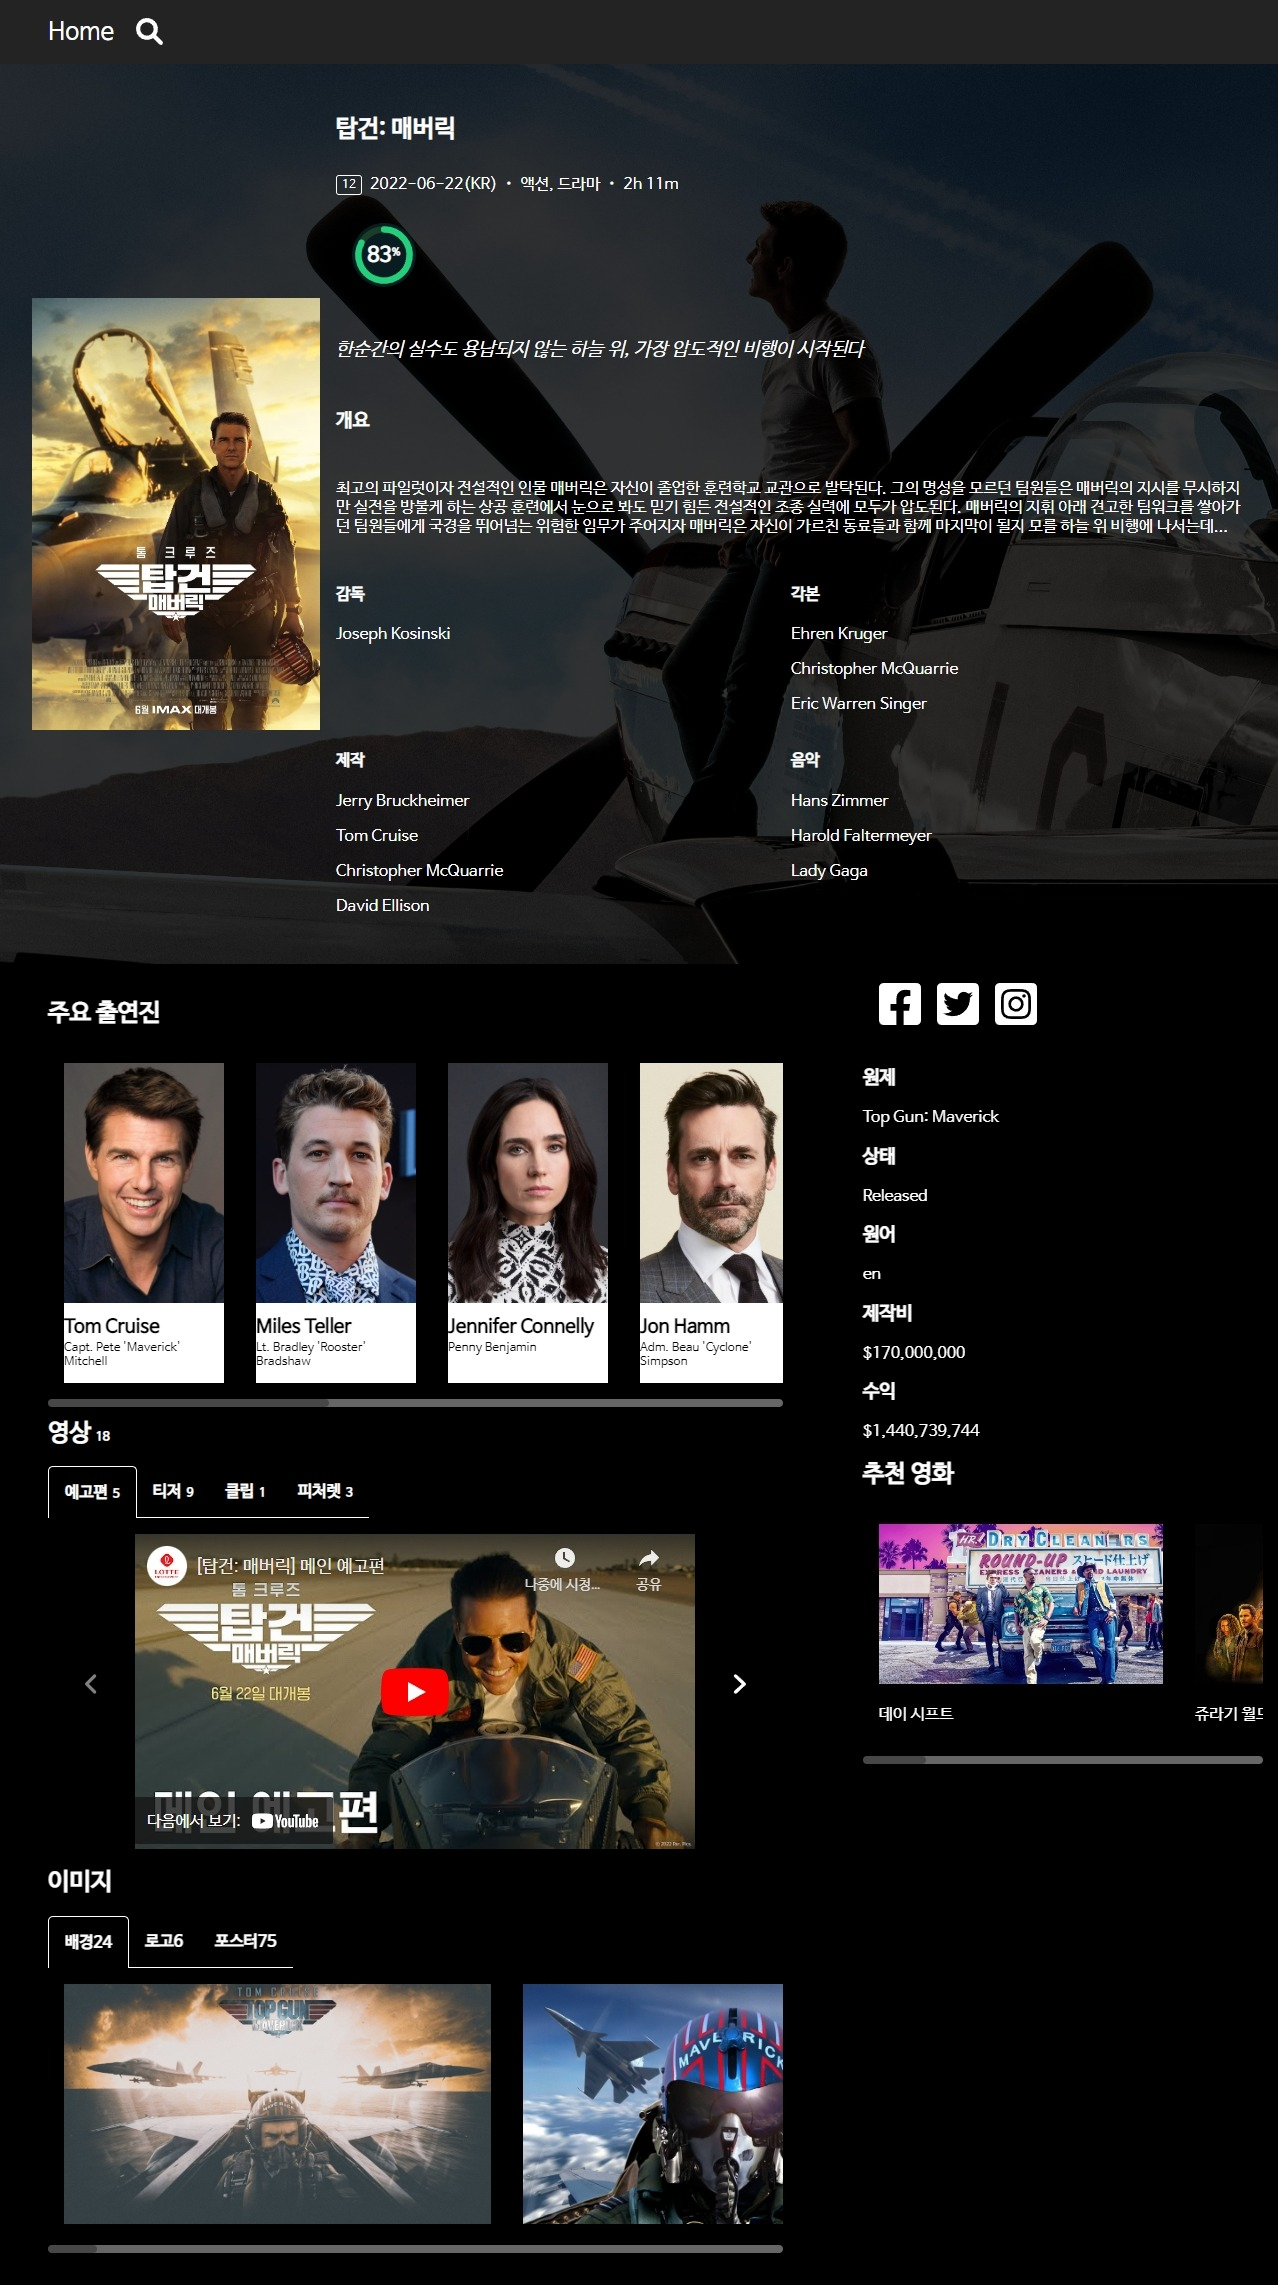 Home
탑건: 매버릭
12 2022-06-22(KR) • 액션, 드라마 • 2h 11m
83%
한순간의 실수도 용납되지 않는 하늘 위, 가장 압도적인 비행이 시작된다
개요
최고의 파일럿이자 전설적인 인물 매버릭은 자신이 졸업한 훈련학교 교관으로 발탁된다. 그의 명성을 모르던 팀원들은 매버릭의 지시를 무시하지
만 실전을 방불케 하는 상공 훈련에서 눈으로 봐도 믿기 힘든 전설적인 조종 실력에 모두가 압도된다. 매버릭의 지휘 아래 견고한 팀워크를 쌓아가
던 팀원들에게 국경을 뛰어넘는 위험한 임무가 주어지자 매버릭은 자신이 가르친 동료들과 함께 마지막이 될지 모를 하늘 위 비행에 나서는데…
톰 크루즈
탑건
매버릭
6월 IMAX 대개봉
감독
Joseph Kosinski
각본
Ehren Kruger
Christopher McQuarrie
Eric Warren Singer
제작
Jerry Bruckheimer
Tom Cruise
Christopher McQuarrie
David Ellison
음악
Hans Zimmer
Harold Faltermeyer
Lady Gaga
주요 출연진
Tom Cruise
Capt. Pete 'Maverick'
Mitchell
Miles Teller
Lt. Bradley 'Rooster'
Bradshaw
Jennifer Connelly
Penny Benjamin
Jon Hamm
Adm. Beau 'Cyclone'
Simpson
원제
Top Gun: Maverick
상태
Released
원어
en
제작비
$170,000,000
수익
$1,440,739,744
추천 영화
HR! DRY CLEANERS
ROUND-UP スピード仕上げ
데이 시프트
쥬라기 월드
영상 18
예고편 5 티저 9 클립 1 피처렛 3
LOTTE
[탑건: 매버릭] 메인 예고편
나중에 시청...
공유
톰 크루즈
탑건
매버릭
6월 22일 대개봉
메인 예고편
다음에서 보기: YouTube
이미지
배경24 로고6 포스터75
TOM CRUISE
TOP GUN
MAVERICK
MAVERICK